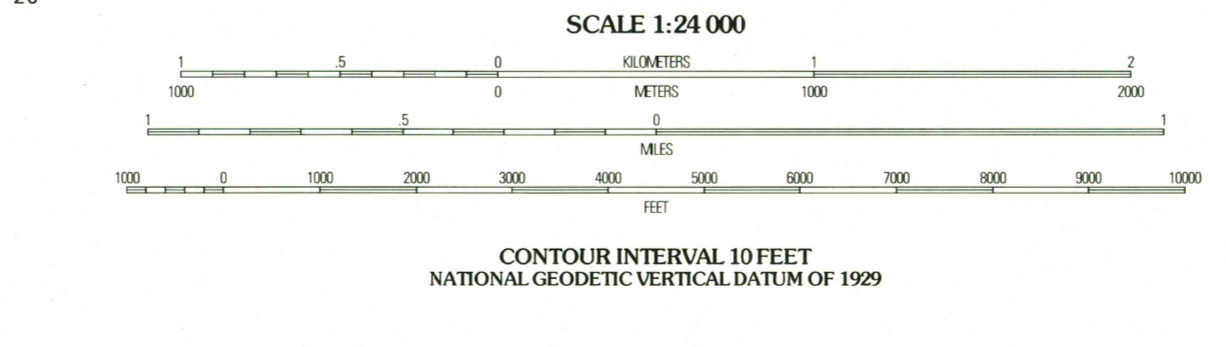 SCALE 1:24 000
1 .5 0 KILOMETERS 1 2
1000 0 METERS 1000 2000
1 .5 0 1
MILES
1000 0 1000 2000 3000 4000 5000 6000 7000 8000 9000 10000
FEET
CONTOUR INTERVAL 10 FEET
NATIONAL GEODETIC VERTICAL DATUM OF 1929